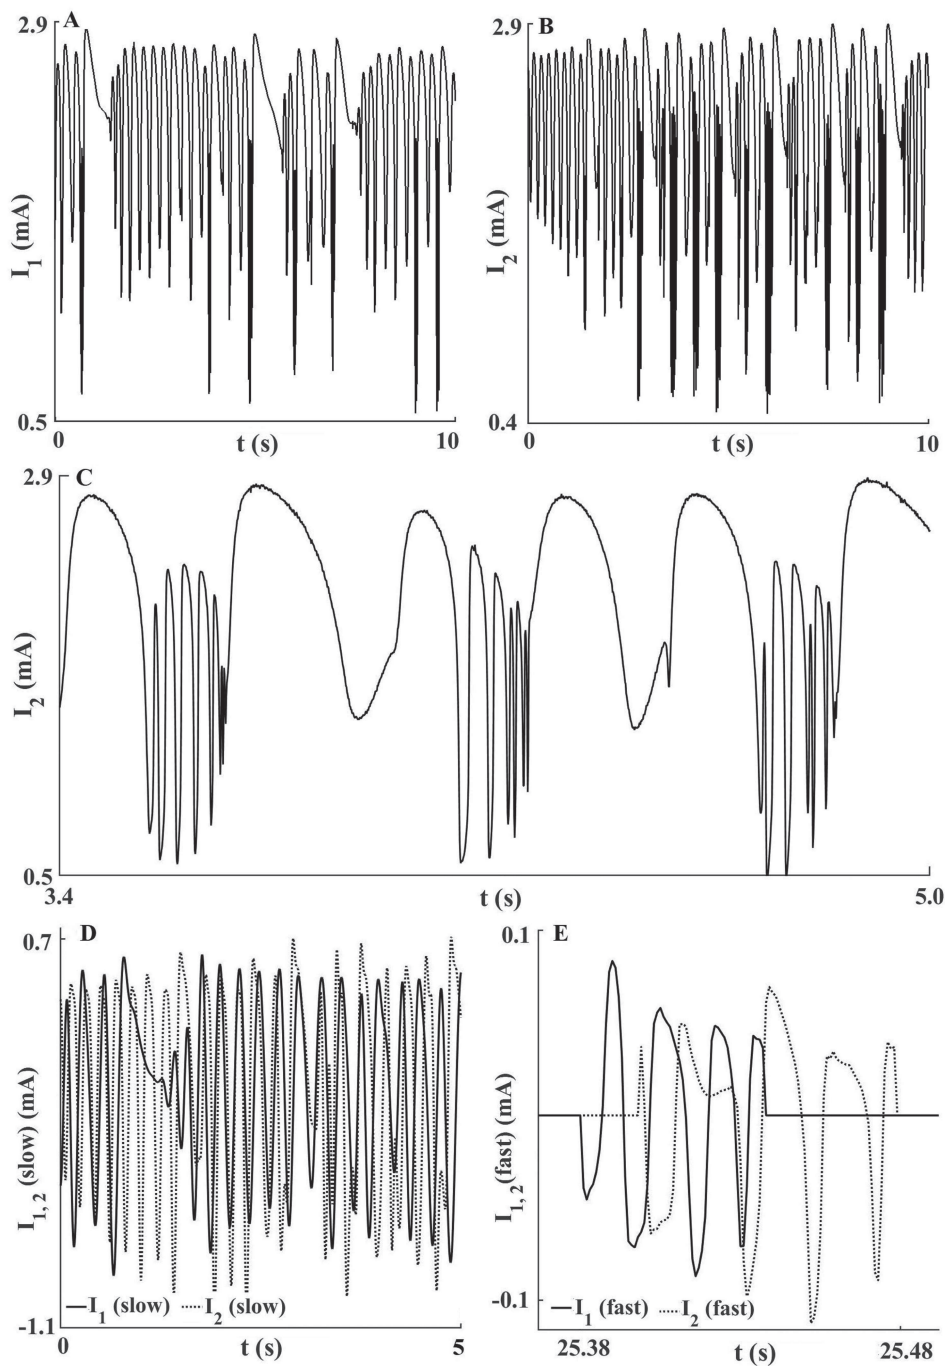 2.9
A
I1 (mA)
0.5
0
t (s)
10
2.9
B
I2 (mA)
0.4
0
t (s)
10
2.9
C
I2 (mA)
0.5
3.4
t (s)
5.0
0.7
D
I1, 2 (slow) (mA)
I1 (slow) I2 (slow)
-1.1
0
t (s)
5
0.1
E
I1, 2(fast) (mA)
-0.1
I1 (fast) I2 (fast)
25.38
t (s)
25.48